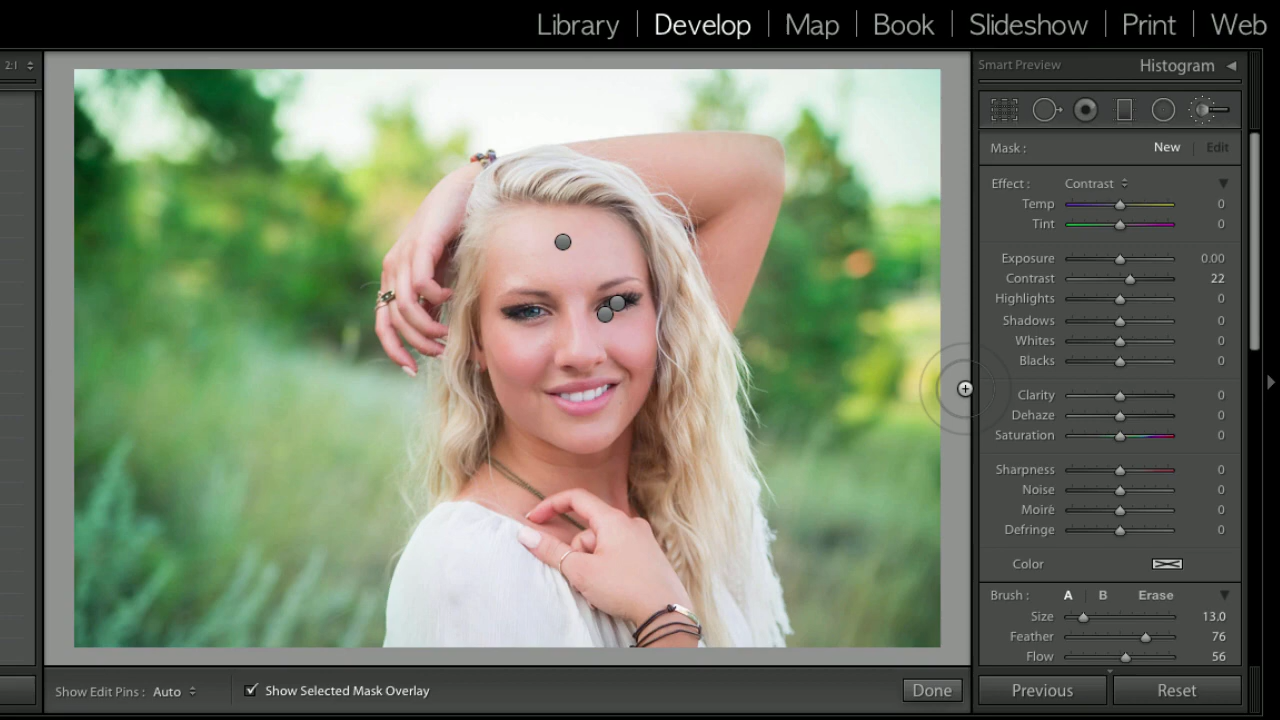 Library | Develop | Map | Book | Slideshow | Print | Web
2:1
Smart Preview Histogram
Mask : New | Edit
Effect : Contrast
Temp 0
Tint 0
Exposure 0.00
Contrast 22
Highlights 0
Shadows 0
Whites 0
Blacks 0
Clarity 0
Dehaze 0
Saturation 0
Sharpness 0
Noise 0
Moiré 0
Defringe 0
Color
Brush : A | B Erase
Size 13.0
Feather 76
Flow 56
Show Edit Pins : Auto Show Selected Mask Overlay Done
Previous Reset